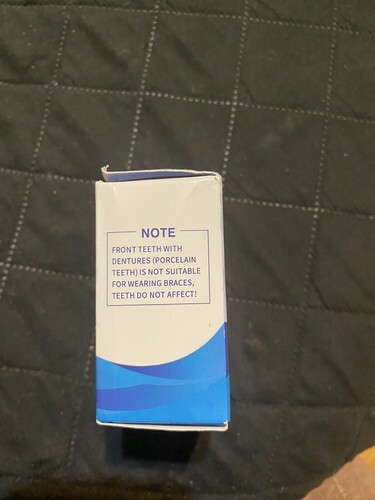 NOTE
FRONT TEETH WITH
DENTURES (PORCELAIN
TEETH) IS NOT SUITABLE
FOR WEARING BRACES,
TEETH DO NOT AFFECT!